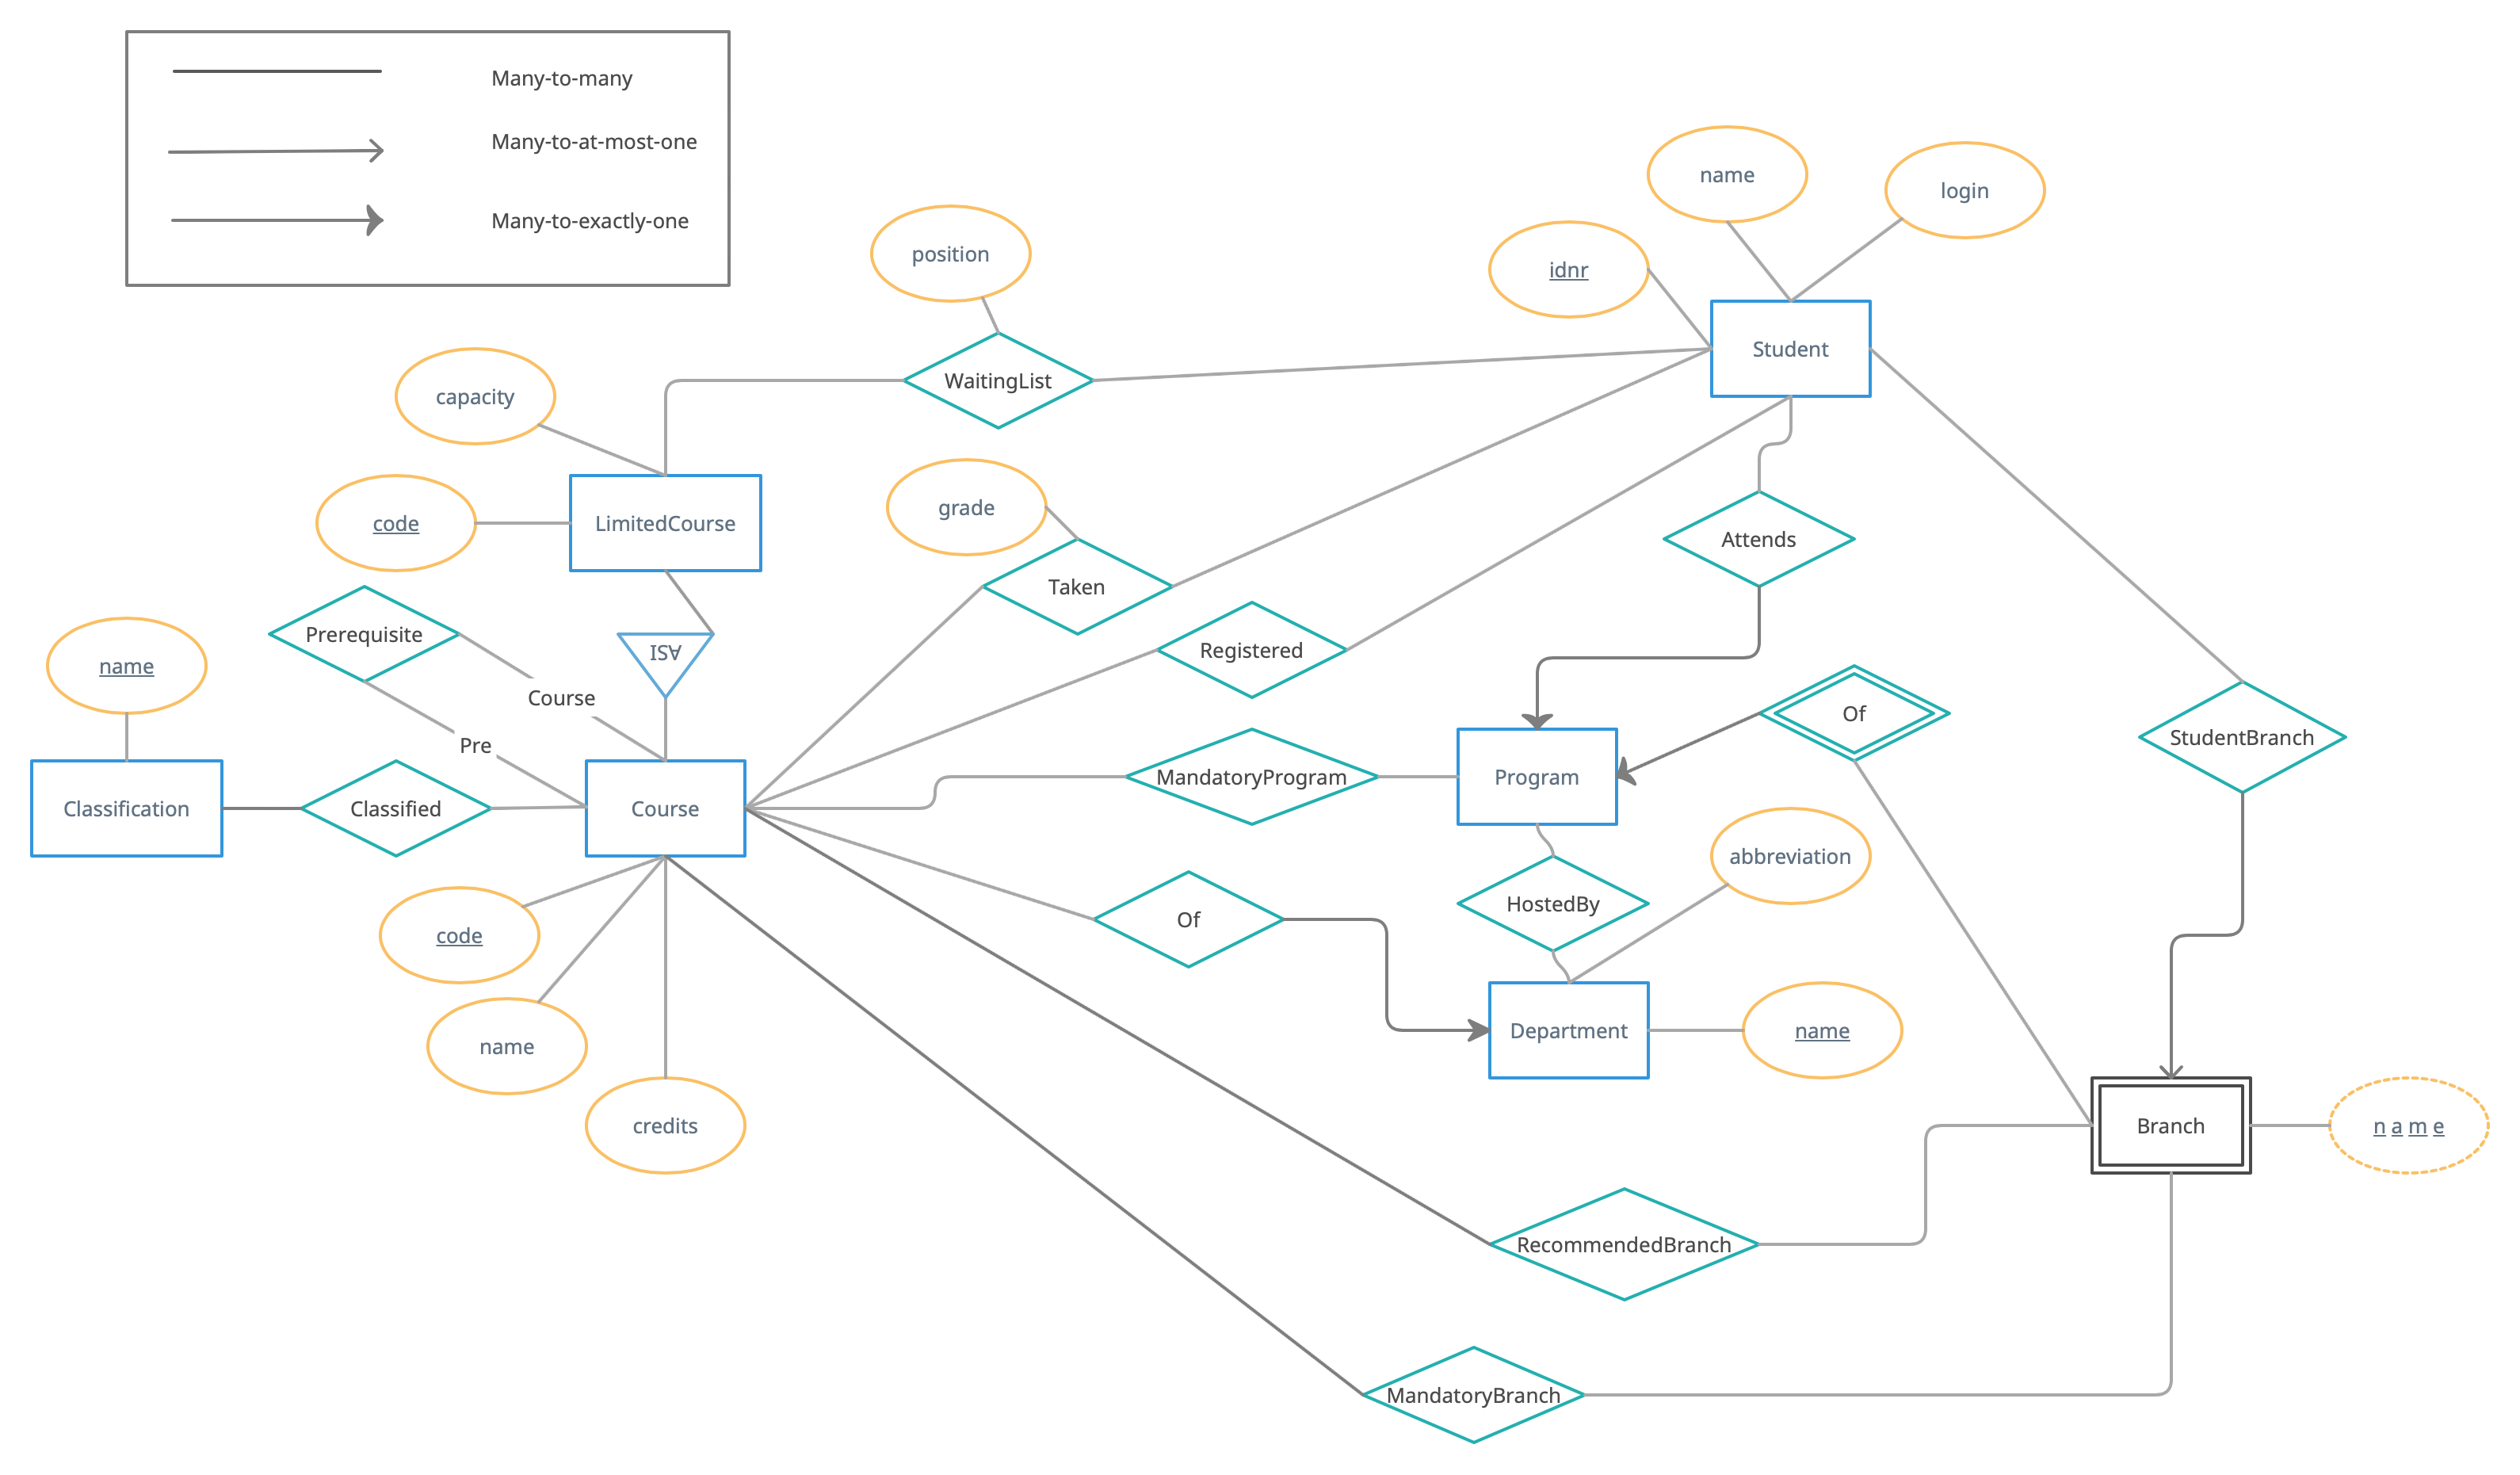 Many-to-many
Many-to-at-most-one
Many-to-exactly-one
name
login
position
idnr
Student
WaitingList
capacity
grade
code
LimitedCourse
Attends
Taken
Prerequisite
ISA
Registered
name
Course
Of
StudentBranch
Pre
MandatoryProgram
Program
Classification
Classified
Course
abbreviation
HostedBy
Of
code
Department
name
name
credits
Branch
n a m e
RecommendedBranch
MandatoryBranch